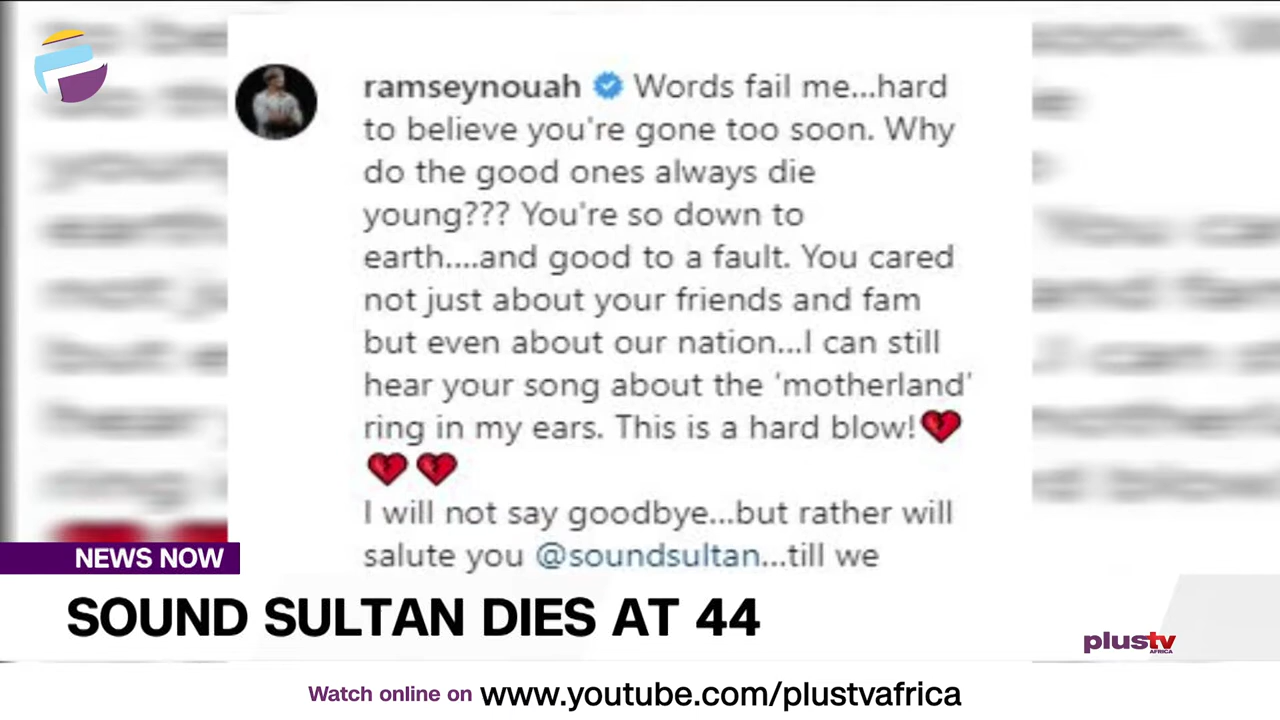 ramseynouah Words fail me...hard
to believe you're gone too soon. Why
do the good ones always die
young??? You're so down to
earth....and good to a fault. You cared
not just about your friends and fam
but even about our nation...I can still
hear your song about the 'motherland'
ring in my ears. This is a hard blow!💔
💔💔
I will not say goodbye...but rather will
salute you @soundsultan...till we
NEWS NOW
SOUND SULTAN DIES AT 44
plustv
AFRICA
Watch online on www.youtube.com/plustvafrica